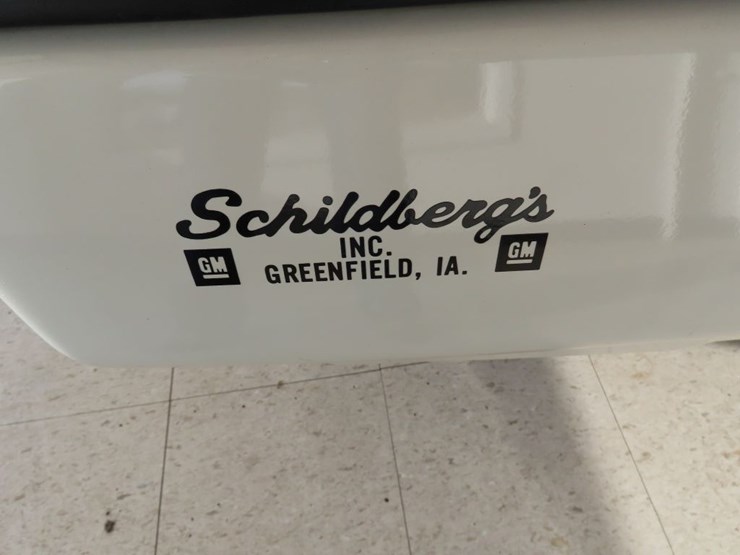 Schildberg's
INC.
GM GREENFIELD, IA. GM